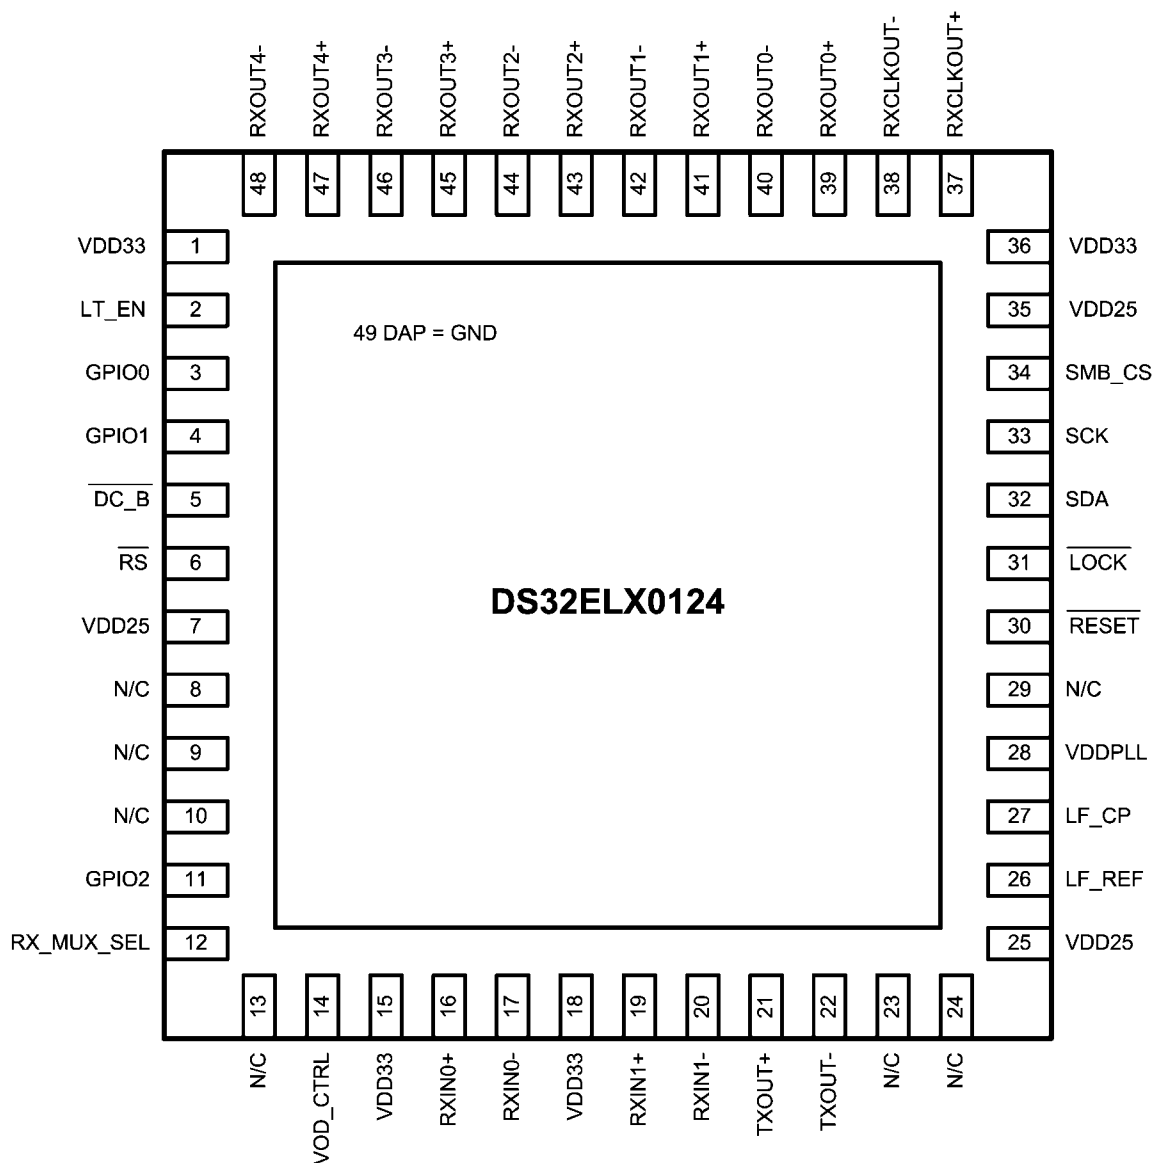 RXOUT4-
RXOUT4+
RXOUT3-
RXOUT3+
RXOUT2-
RXOUT2+
RXOUT1-
RXOUT1+
RXOUT0-
RXOUT0+
RXCLKOUT-
RXCLKOUT+
48
47
46
45
44
43
42
41
40
39
38
37
VDD33 1
36 VDD33
LT_EN 2
35 VDD25
49 DAP = GND
GPIO0 3
34 SMB_CS
GPIO1 4
33 SCK
DC_B 5
32 SDA
RS 6
31 LOCK
DS32ELX0124
VDD25 7
30 RESET
N/C 8
29 N/C
N/C 9
28 VDDPLL
N/C 10
27 LF_CP
GPIO2 11
26 LF_REF
RX_MUX_SEL 12
25 VDD25
13
14
15
16
17
18
19
20
21
22
23
24
N/C
VOD_CTRL
VDD33
RXIN0+
RXIN0-
VDD33
RXIN1+
RXIN1-
TXOUT+
TXOUT-
N/C
N/C